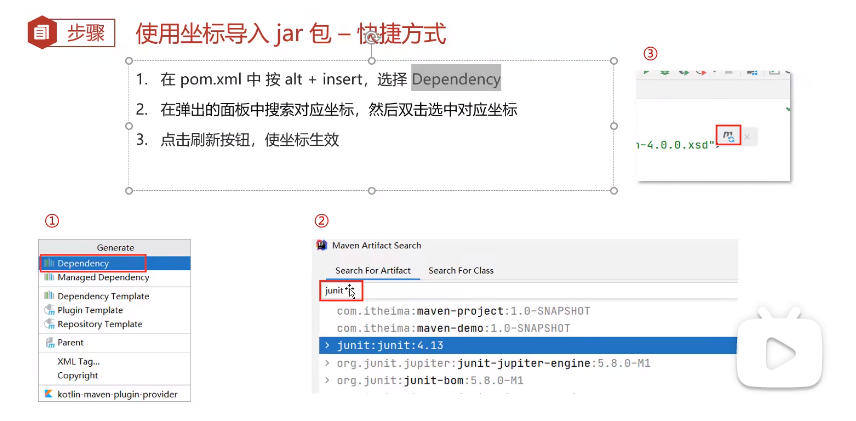 步骤
使用坐标导入 jar 包 – 快捷方式
1. 在 pom.xml 中 按 alt + insert，选择 Dependency
2. 在弹出的面板中搜索对应坐标，然后双击选中对应坐标
3. 点击刷新按钮，使坐标生效
③
-4.0.0.xsd">
①
Generate
Dependency
Managed Dependency
Dependency Template
Plugin Template
Repository Template
Parent
XML Tag...
Copyright
kotlin-maven-plugin-provider
②
Maven Artifact Search
Search For Artifact Search For Class
junit
com.itheima:maven-project:1.0-SNAPSHOT
com.itheima:maven-demo:1.0-SNAPSHOT
junit:junit:4.13
org.junit.jupiter:junit-jupiter-engine:5.8.0-M1
org.junit:junit-bom:5.8.0-M1